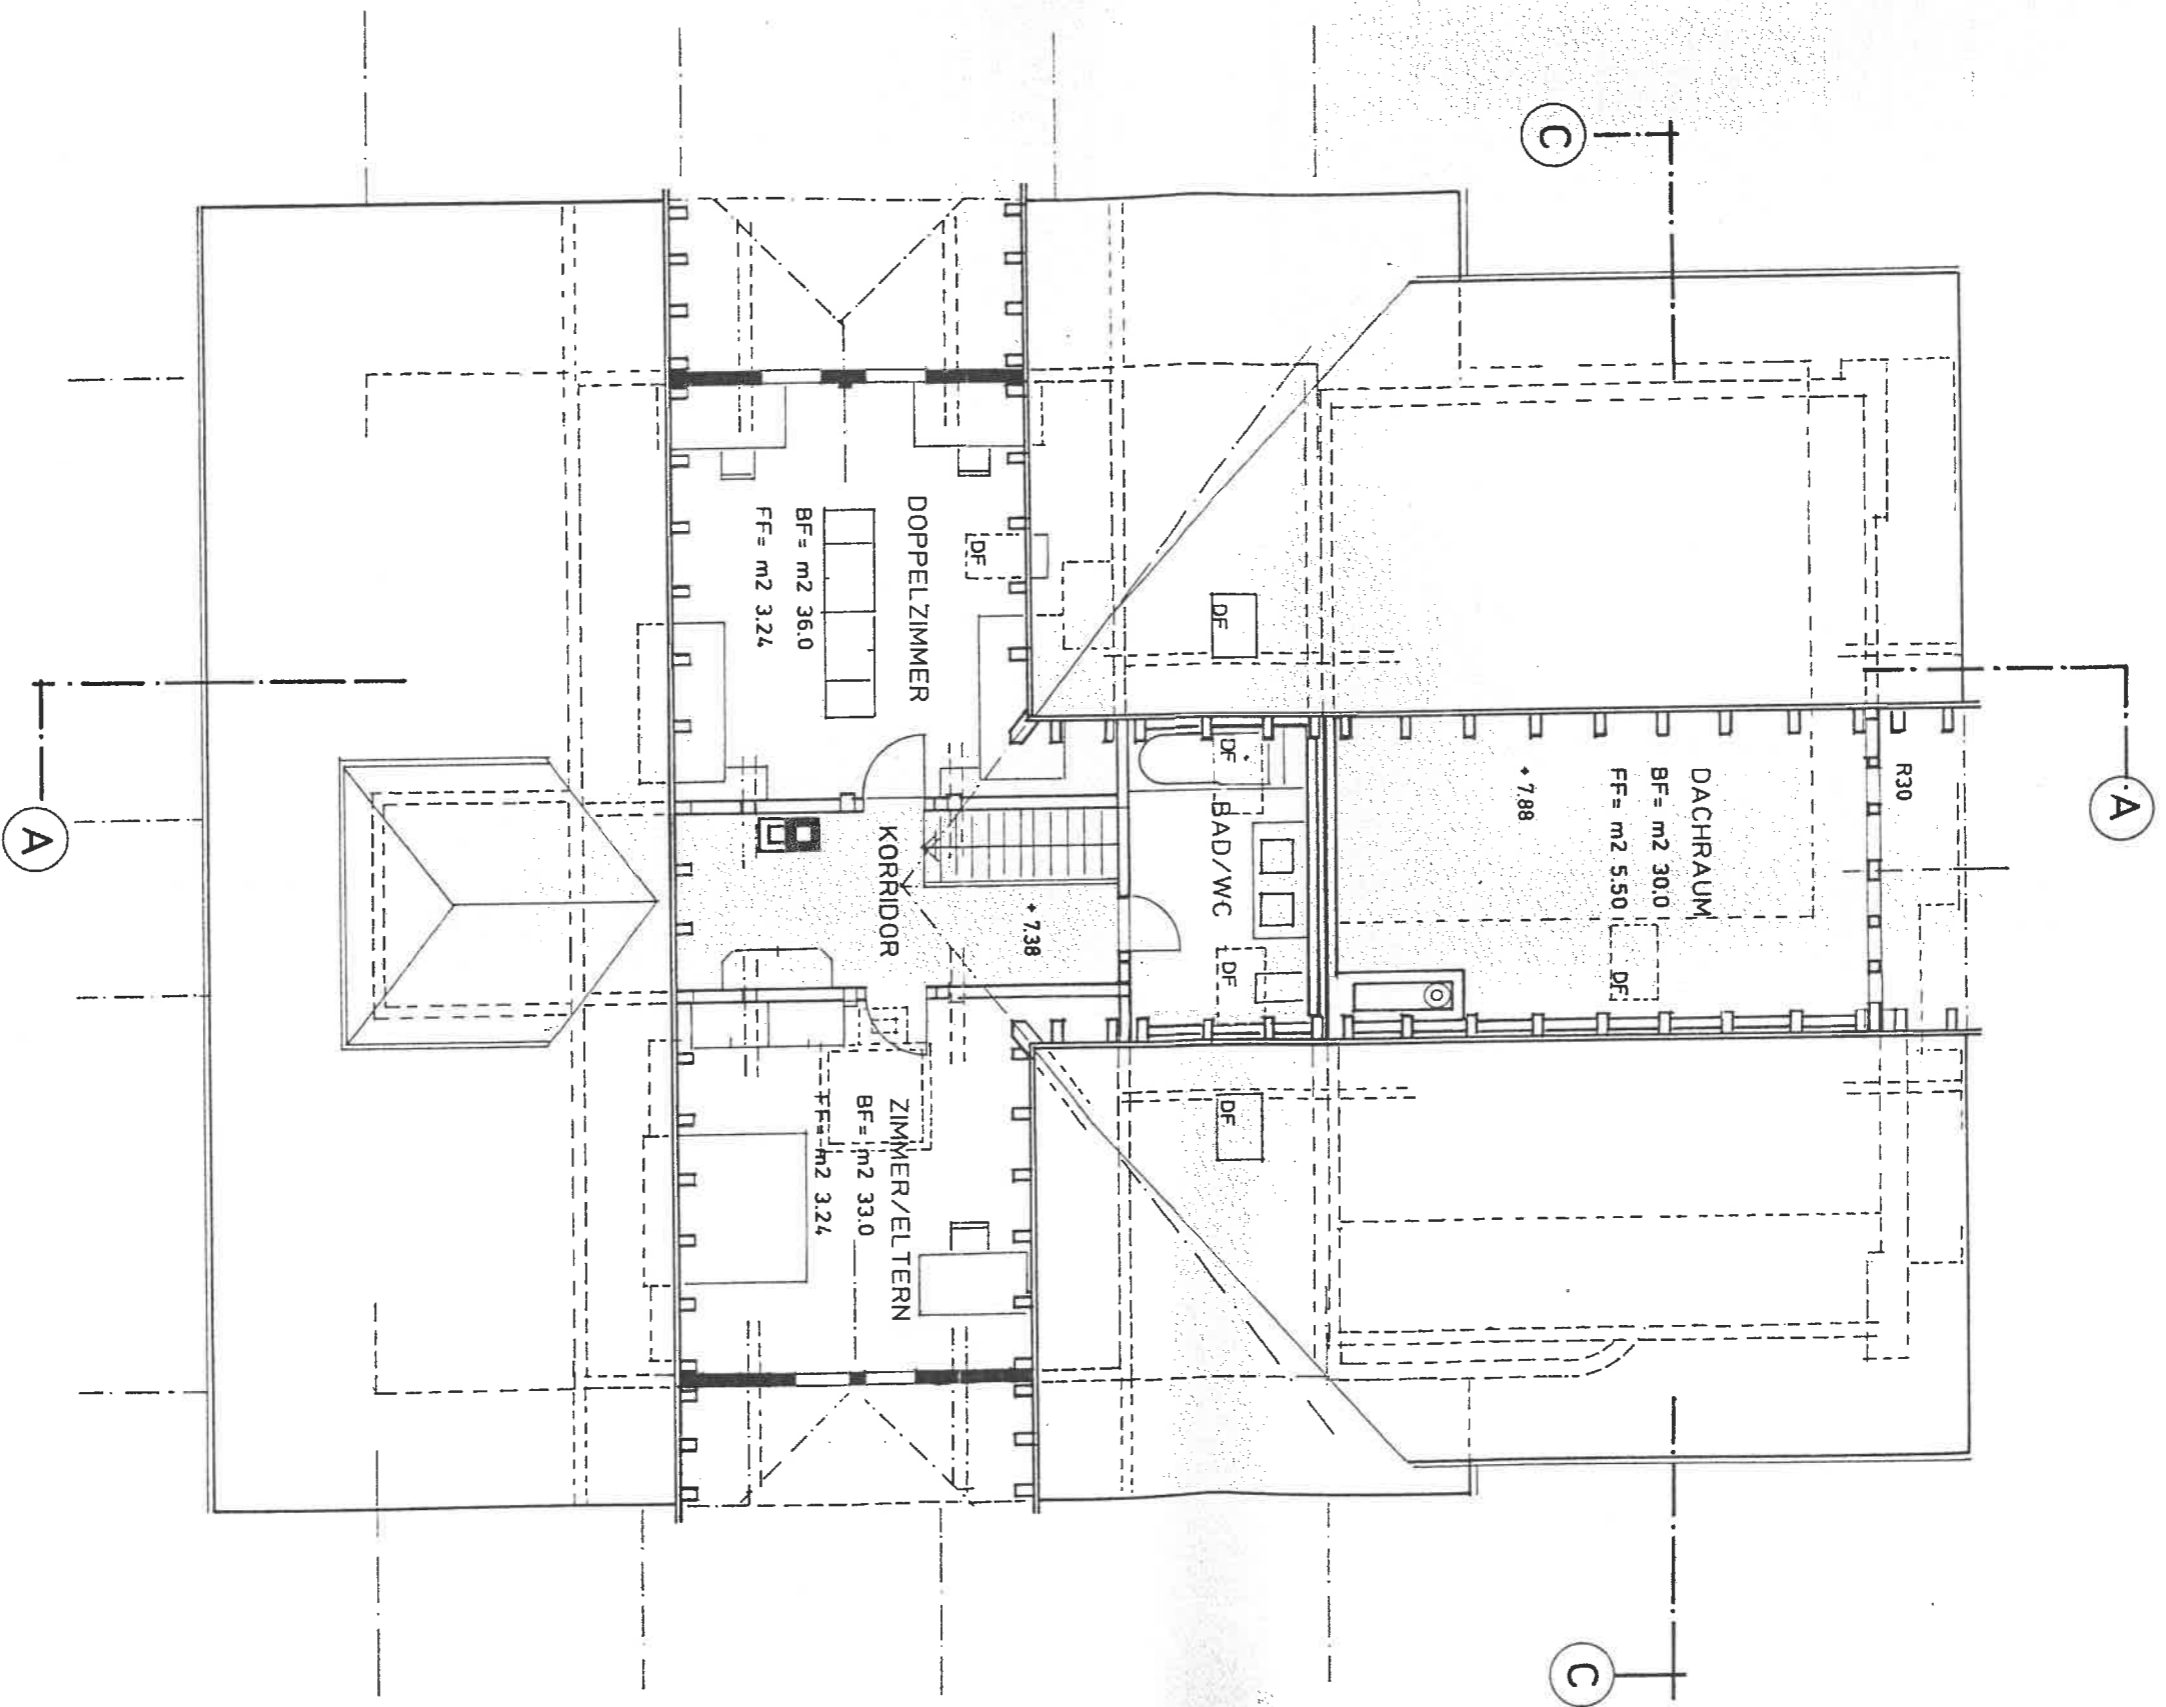 A
A
C
C
R30
DACHRAUM
BF= m2 30.0
FF= m2 5.50
+7.88
DF
DF
DF
BAD/WC
DF
DF
+7.38
KORRIDOR
DF
DOPPELZIMMER
BF= m2 36.0
FF= m2 3.24
ZIMMER/ELTERN
BF= m2 33.0
FF= m2 3.24